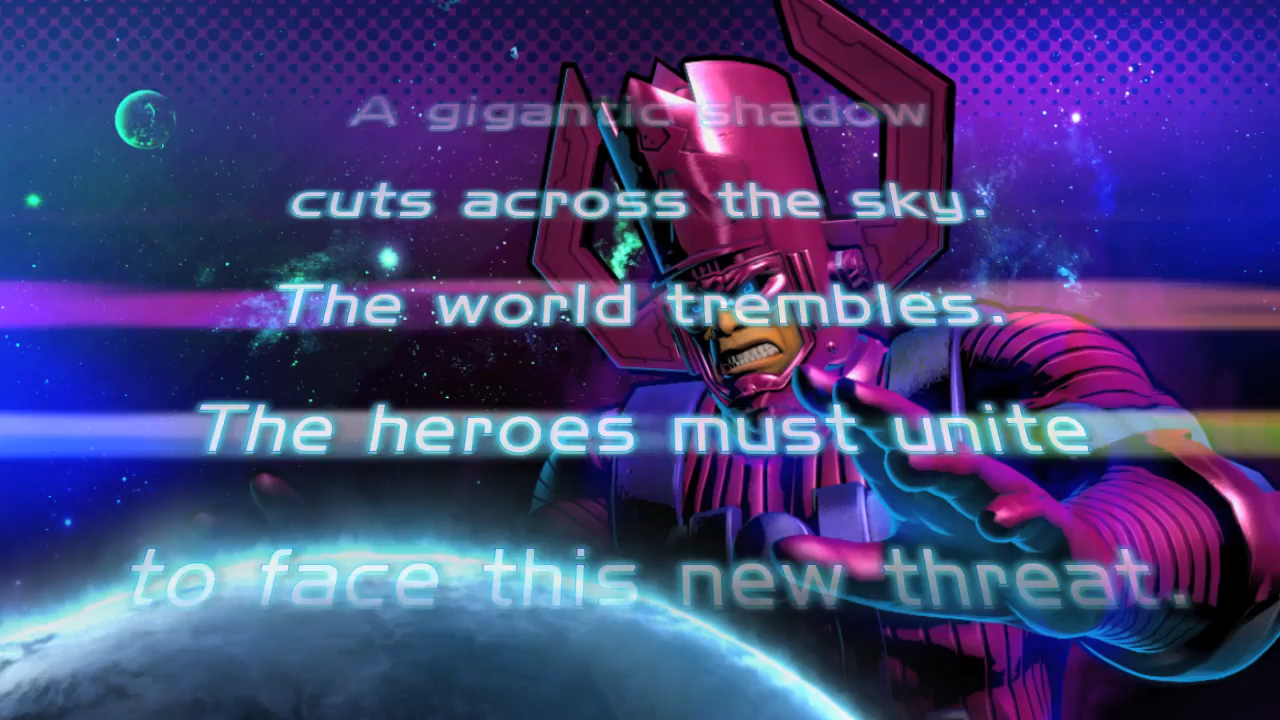 A gigantic shadow
cuts across the sky.
The world trembles.
The heroes must unite
to face this new threat.